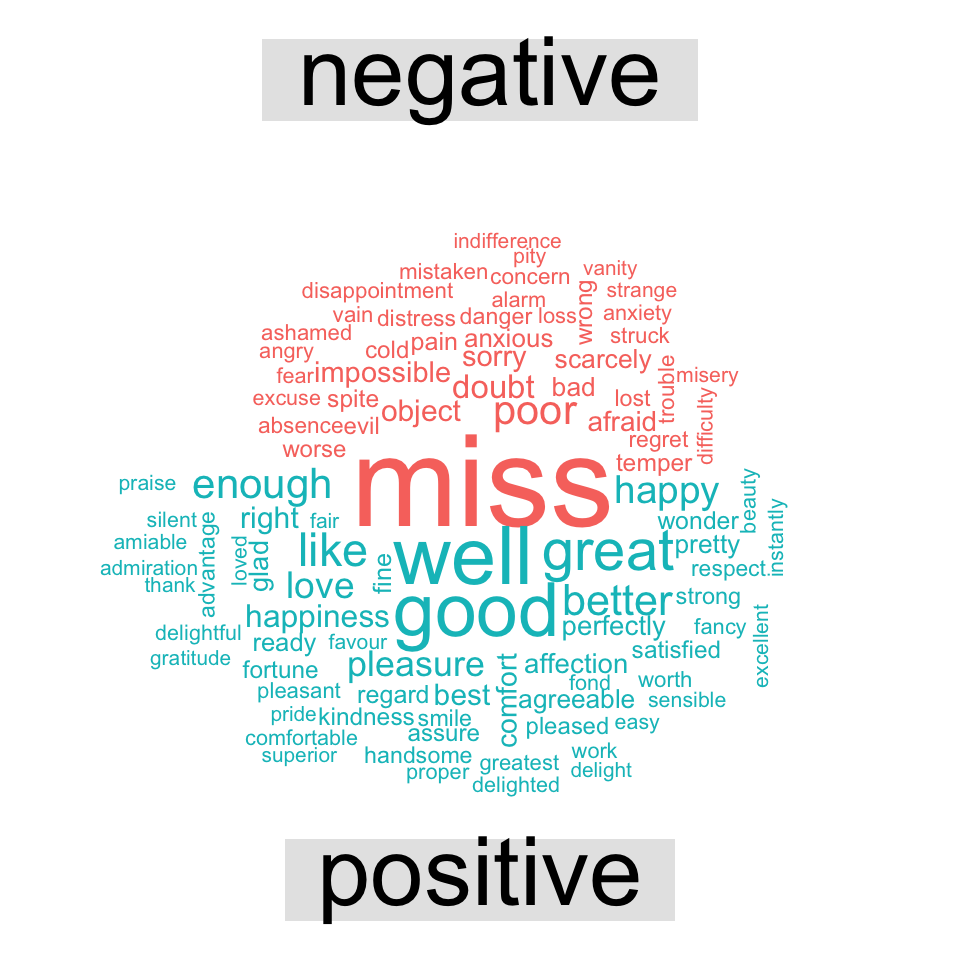 negative
indifference
pity
mistaken concern vanity
disappointment alarm wrong strange
vain distress danger loss anxiety
ashamed cold pain anxious struck
angry sorry scarcely
fear impossible doubt bad trouble misery
excuse spite object poor lost difficulty
absence evil afraid
worse regret
miss temper
praise enough happy beauty
silent advantage right fair wonder instantly
amiable loved glad like well great pretty
admiration fine respect.
thank love good better strong
happiness perfectly fancy excellent
delightful ready favour satisfied
gratitude fortune pleasure comfort affection
pleasant regard best fond worth
agreeable sensible
pride kindness smile pleased easy
comfortable assure
superior handsome greatest work
proper delight
delighted
positive